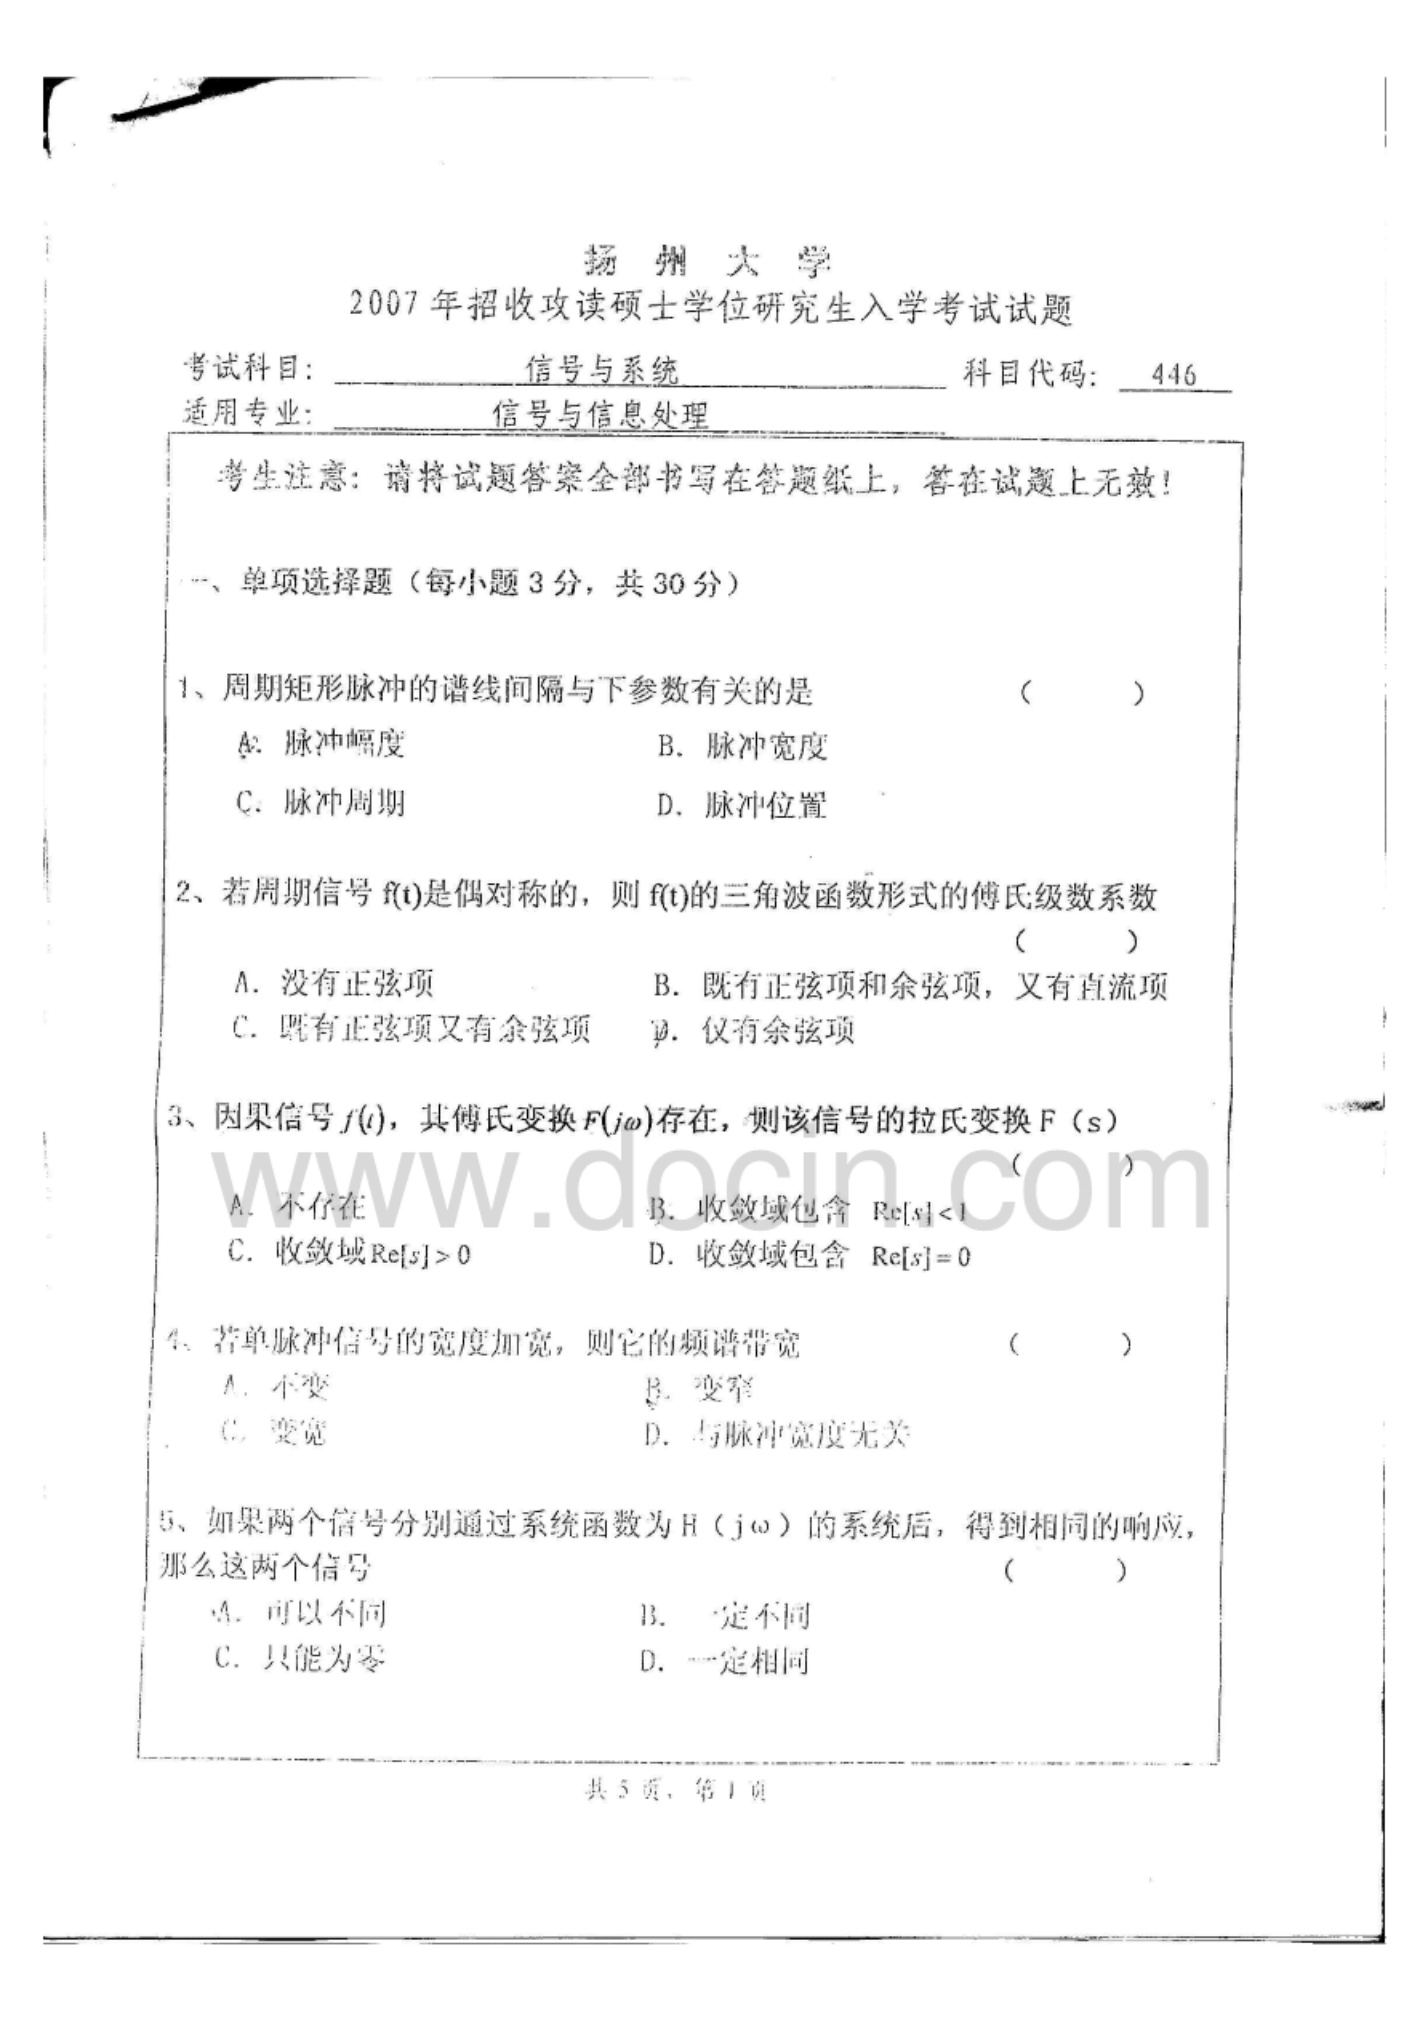 扬 州 大 学
2007 年招收攻读硕士学位研究生入学考试试题
考试科目： 信号与系统 科目代码： 446
适用专业： 信号与信息处理
考生注意：请将试题答案全部书写在答题纸上，答在试题上无效！
一、单项选择题（每小题 3 分，共 30 分）
1、周期矩形脉冲的谱线间隔与下参数有关的是 （ ）
A. 脉冲幅度 B. 脉冲宽度
C. 脉冲周期 D. 脉冲位置
2、若周期信号 f(t)是偶对称的，则 f(t)的三角波函数形式的傅氏级数系数
（ ）
A. 没有正弦项 B. 既有正弦项和余弦项，又有直流项
C. 既有正弦项又有余弦项 D. 仅有余弦项
3、因果信号 f(t)，其傅氏变换 F(jω)存在，则该信号的拉氏变换 F（s）
（ ）
A. 不存在 B. 收敛域包含 Re[s]<1
C. 收敛域 Re[s]>0 D. 收敛域包含 Re[s]=0
4、若单脉冲信号的宽度加宽，则它的频谱带宽 （ ）
A. 不变 B. 变窄
C. 变宽 D. 与脉冲宽度无关
5、如果两个信号分别通过系统函数为 H（jω）的系统后，得到相同的响应，
那么这两个信号 （ ）
A. 可以不同 B. 一定不同
C. 只能为零 D. 一定相同
共 5 页，第 1 页
www.docin.com